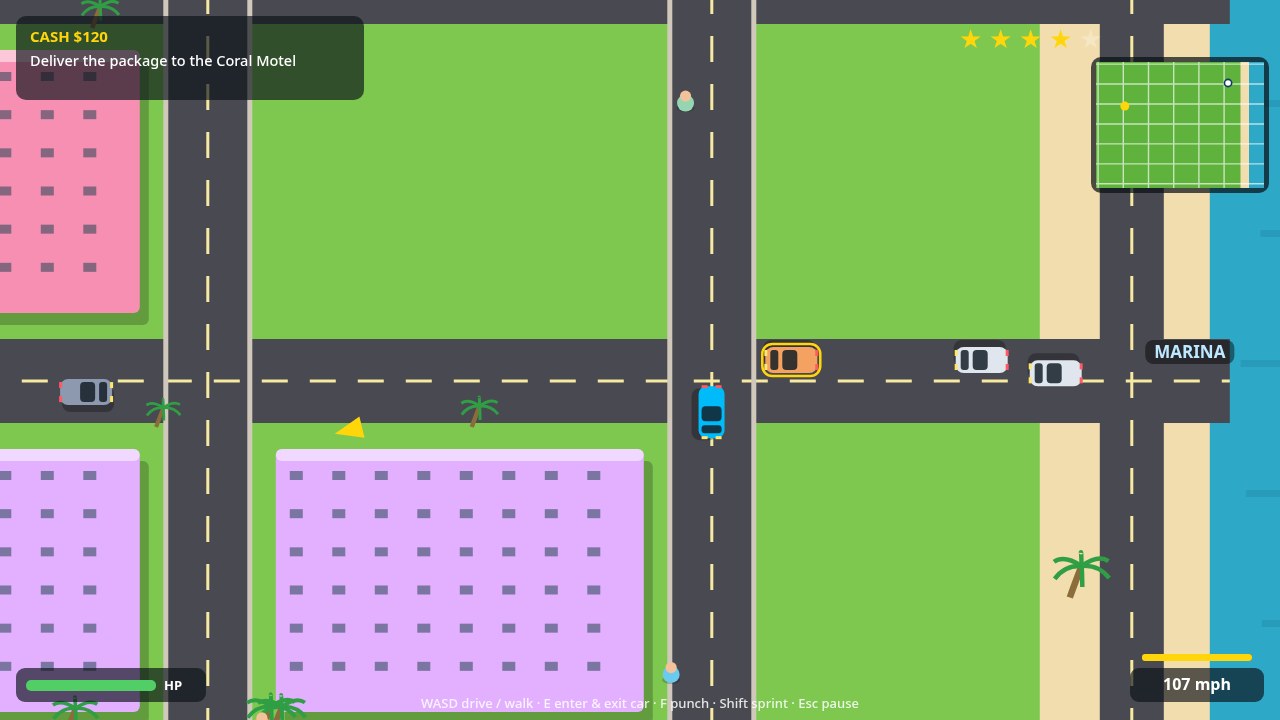 CASH $120
Deliver the package to the Coral Motel
MARINA
HP
107 mph
WASD drive / walk · E enter & exit car · F punch · Shift sprint · Esc pause